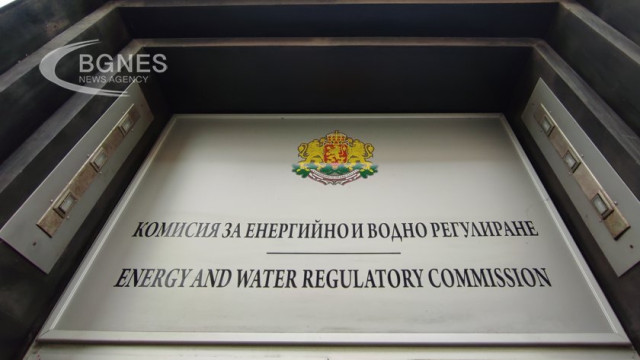 BGNES
NEWS AGENCY
КОМИСИЯ ЗА ЕНЕРГИЙНО И ВОДНО РЕГУЛИРАНЕ
ENERGY AND WATER REGULATORY COMMISSION